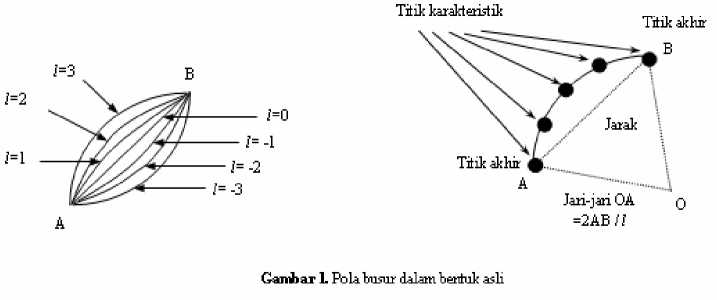 l=3
B
l=2
l=0
l=1
l= -1
l= -2
l= -3
A
Titik karakteristik
Titik akhir
B
Jarak
Titik akhir
A
O
Jari-jari OA
=2AB / l
Gambar 1. Pola busur dalam bentuk asli